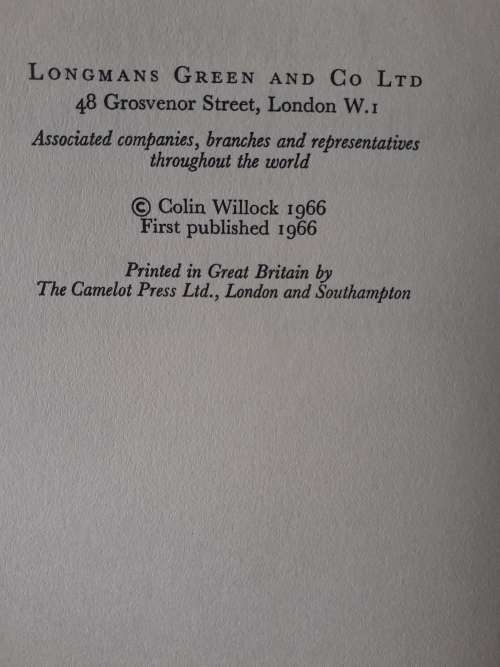 LONGMANS GREEN AND CO LTD
48 Grosvenor Street, London W.1
Associated companies, branches and representatives
throughout the world
© Colin Willock 1966
First published 1966
Printed in Great Britain by
The Camelot Press Ltd., London and Southampton